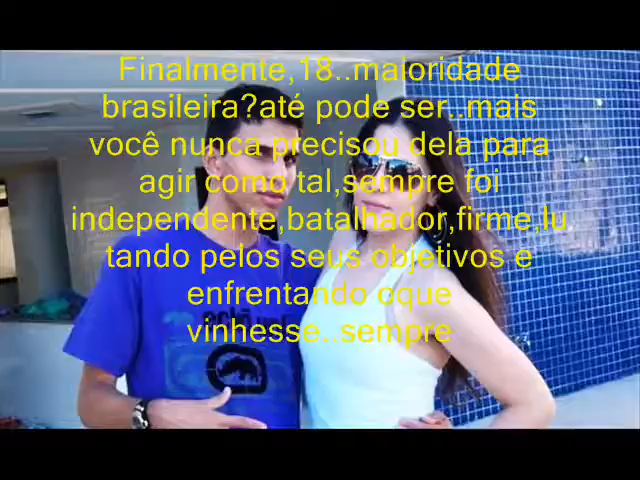 Finalmente,18..maioridade
brasileira?até pode ser..mais
você nunca precisou dela para
agir como tal,sempre foi
independente,batalhador,firme,lu
tando pelos seus objetivos e
enfrentando oque
vinhesse..sempre